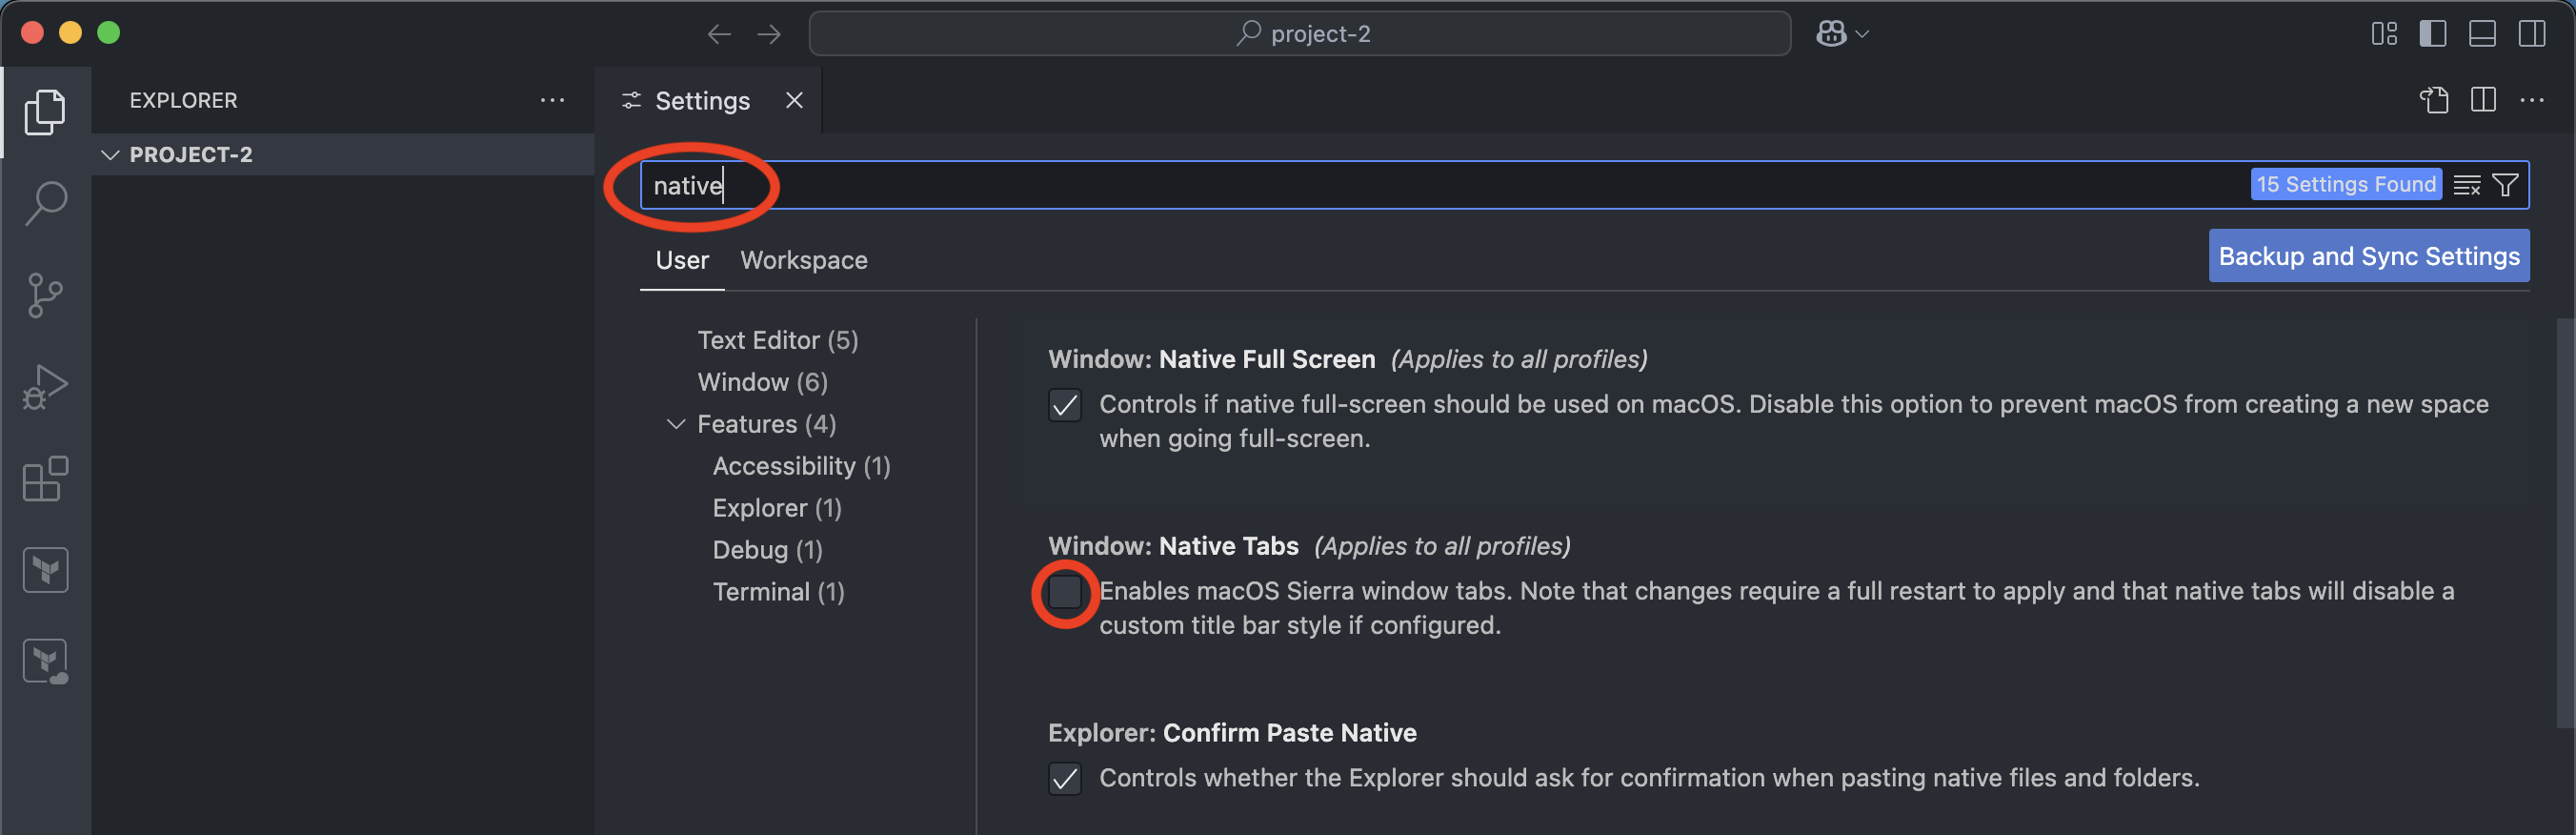 project-2
EXPLORER
PROJECT-2
Settings
native
15 Settings Found
User
Workspace
Backup and Sync Settings
Text Editor (5)
Window (6)
Features (4)
Accessibility (1)
Explorer (1)
Debug (1)
Terminal (1)
Window: Native Full Screen (Applies to all profiles)
Controls if native full-screen should be used on macOS. Disable this option to prevent macOS from creating a new space
when going full-screen.
Window: Native Tabs (Applies to all profiles)
Enables macOS Sierra window tabs. Note that changes require a full restart to apply and that native tabs will disable a
custom title bar style if configured.
Explorer: Confirm Paste Native
Controls whether the Explorer should ask for confirmation when pasting native files and folders.